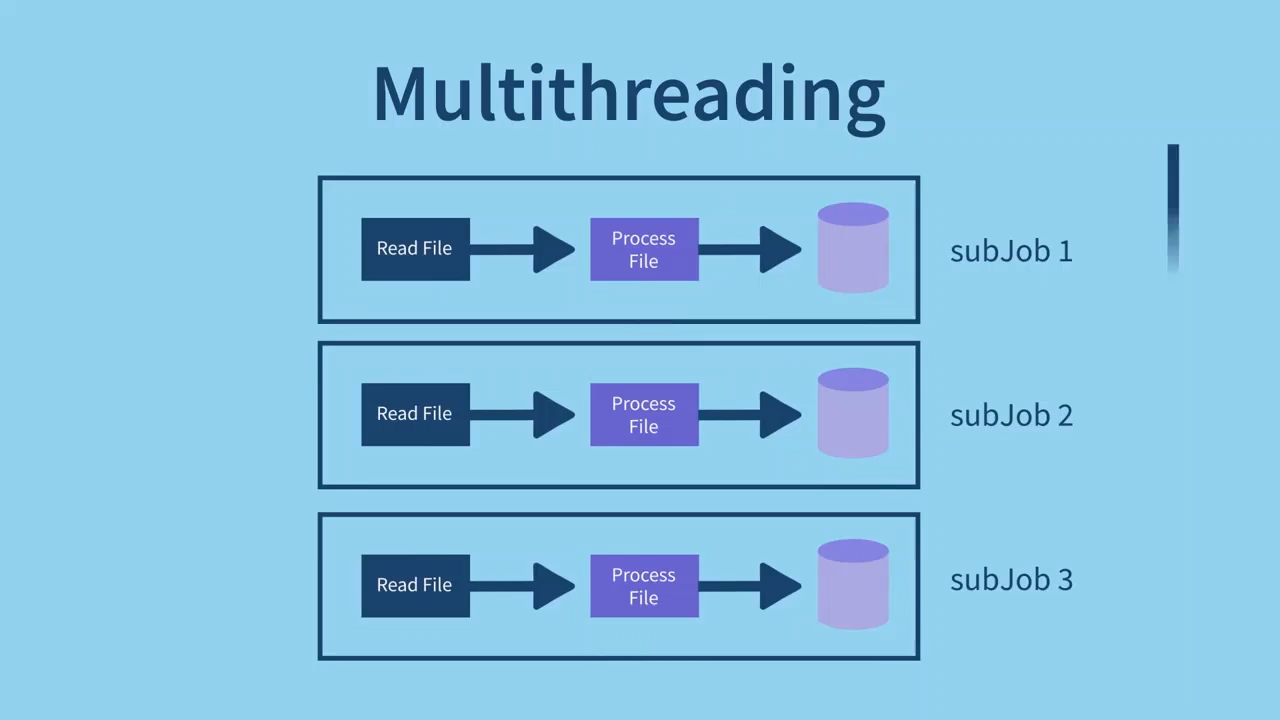 Multithreading
Read File
Process
File
subJob 1
Read File
Process
File
subJob 2
Read File
Process
File
subJob 3